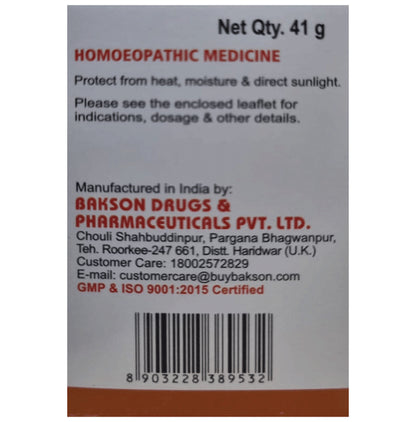 Net Qty. 41 g
HOMOEOPATHIC MEDICINE
Protect from heat, moisture & direct sunlight.
Please see the enclosed leaflet for
indications, dosage & other details.
Manufactured in India by:
BAKSON DRUGS &
PHARMACEUTICALS PVT. LTD.
Chouli Shahbuddinpur, Pargana Bhagwanpur,
Teh. Roorkee-247 661, Distt. Haridwar (U.K.)
Customer Care: 18002572829
E-mail: customercare@buybakson.com
GMP & ISO 9001:2015 Certified
8 903228 389532